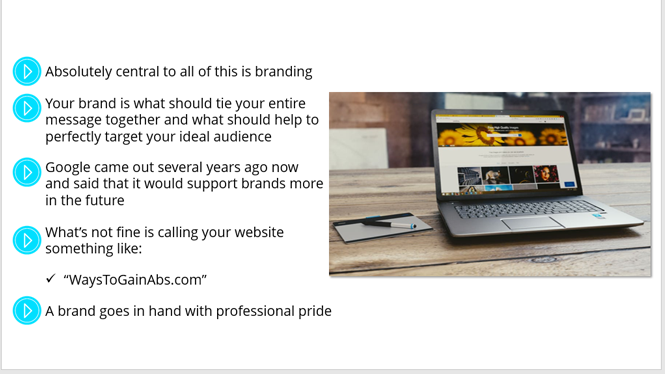 Absolutely central to all of this is branding
Your brand is what should tie your entire
message together and what should help to
perfectly target your ideal audience
Google came out several years ago now
and said that it would support brands more
in the future
What’s not fine is calling your website
something like:
✓ “WaysToGainAbs.com”
A brand goes in hand with professional pride